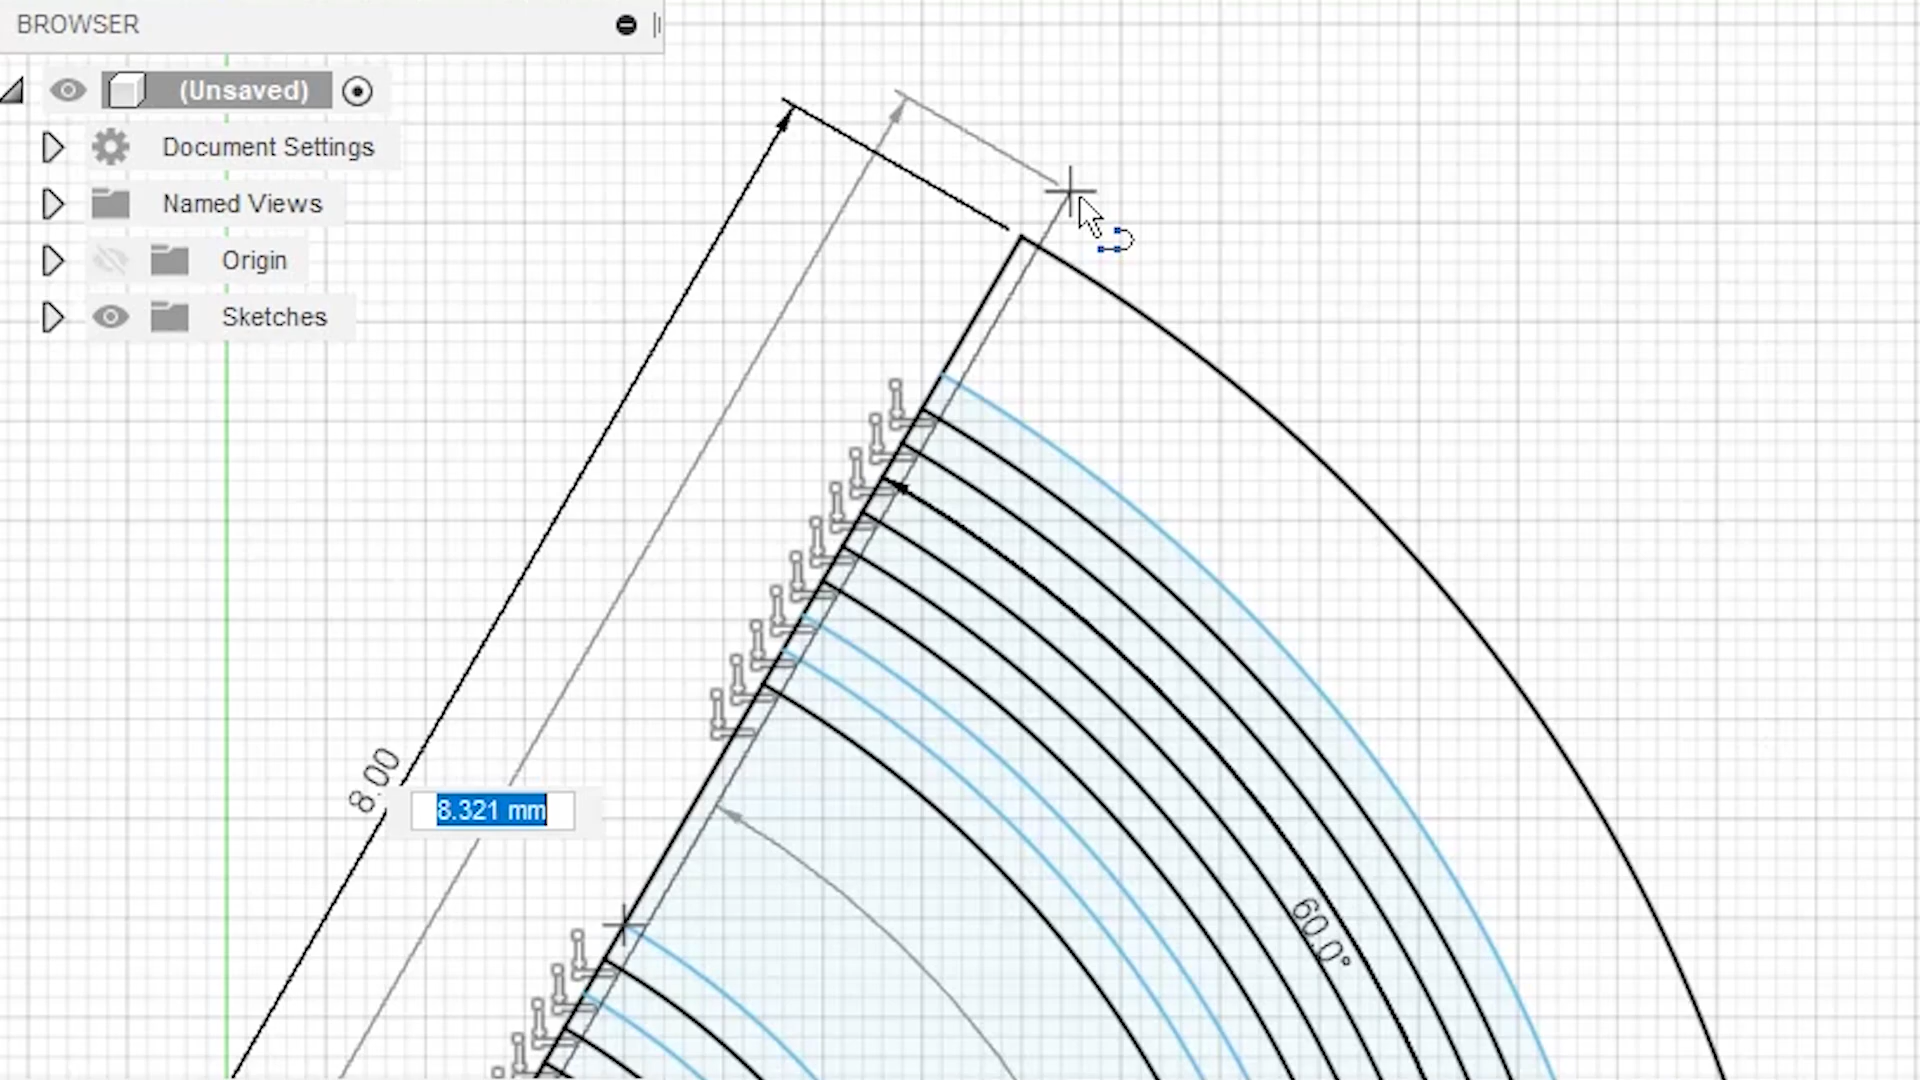 BROWSER
(Unsaved)
Document Settings
Named Views
Origin
Sketches
8.00
8.321 mm
60.0°